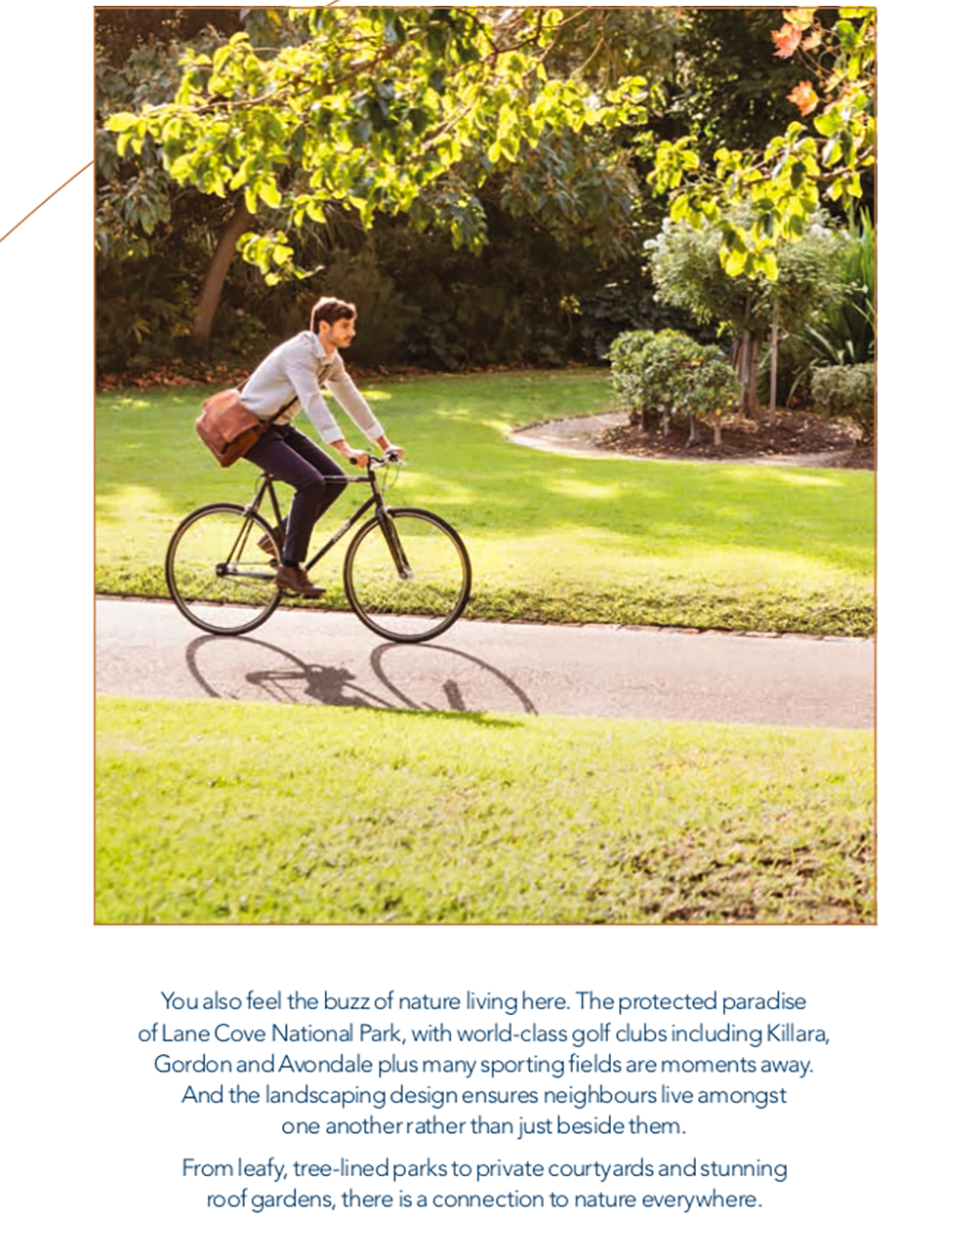 You also feel the buzz of nature living here. The protected paradise
of Lane Cove National Park, with world-class golf clubs including Killara,
Gordon and Avondale plus many sporting fields are moments away.
And the landscaping design ensures neighbours live amongst
one another rather than just beside them.
From leafy, tree-lined parks to private courtyards and stunning
roof gardens, there is a connection to nature everywhere.